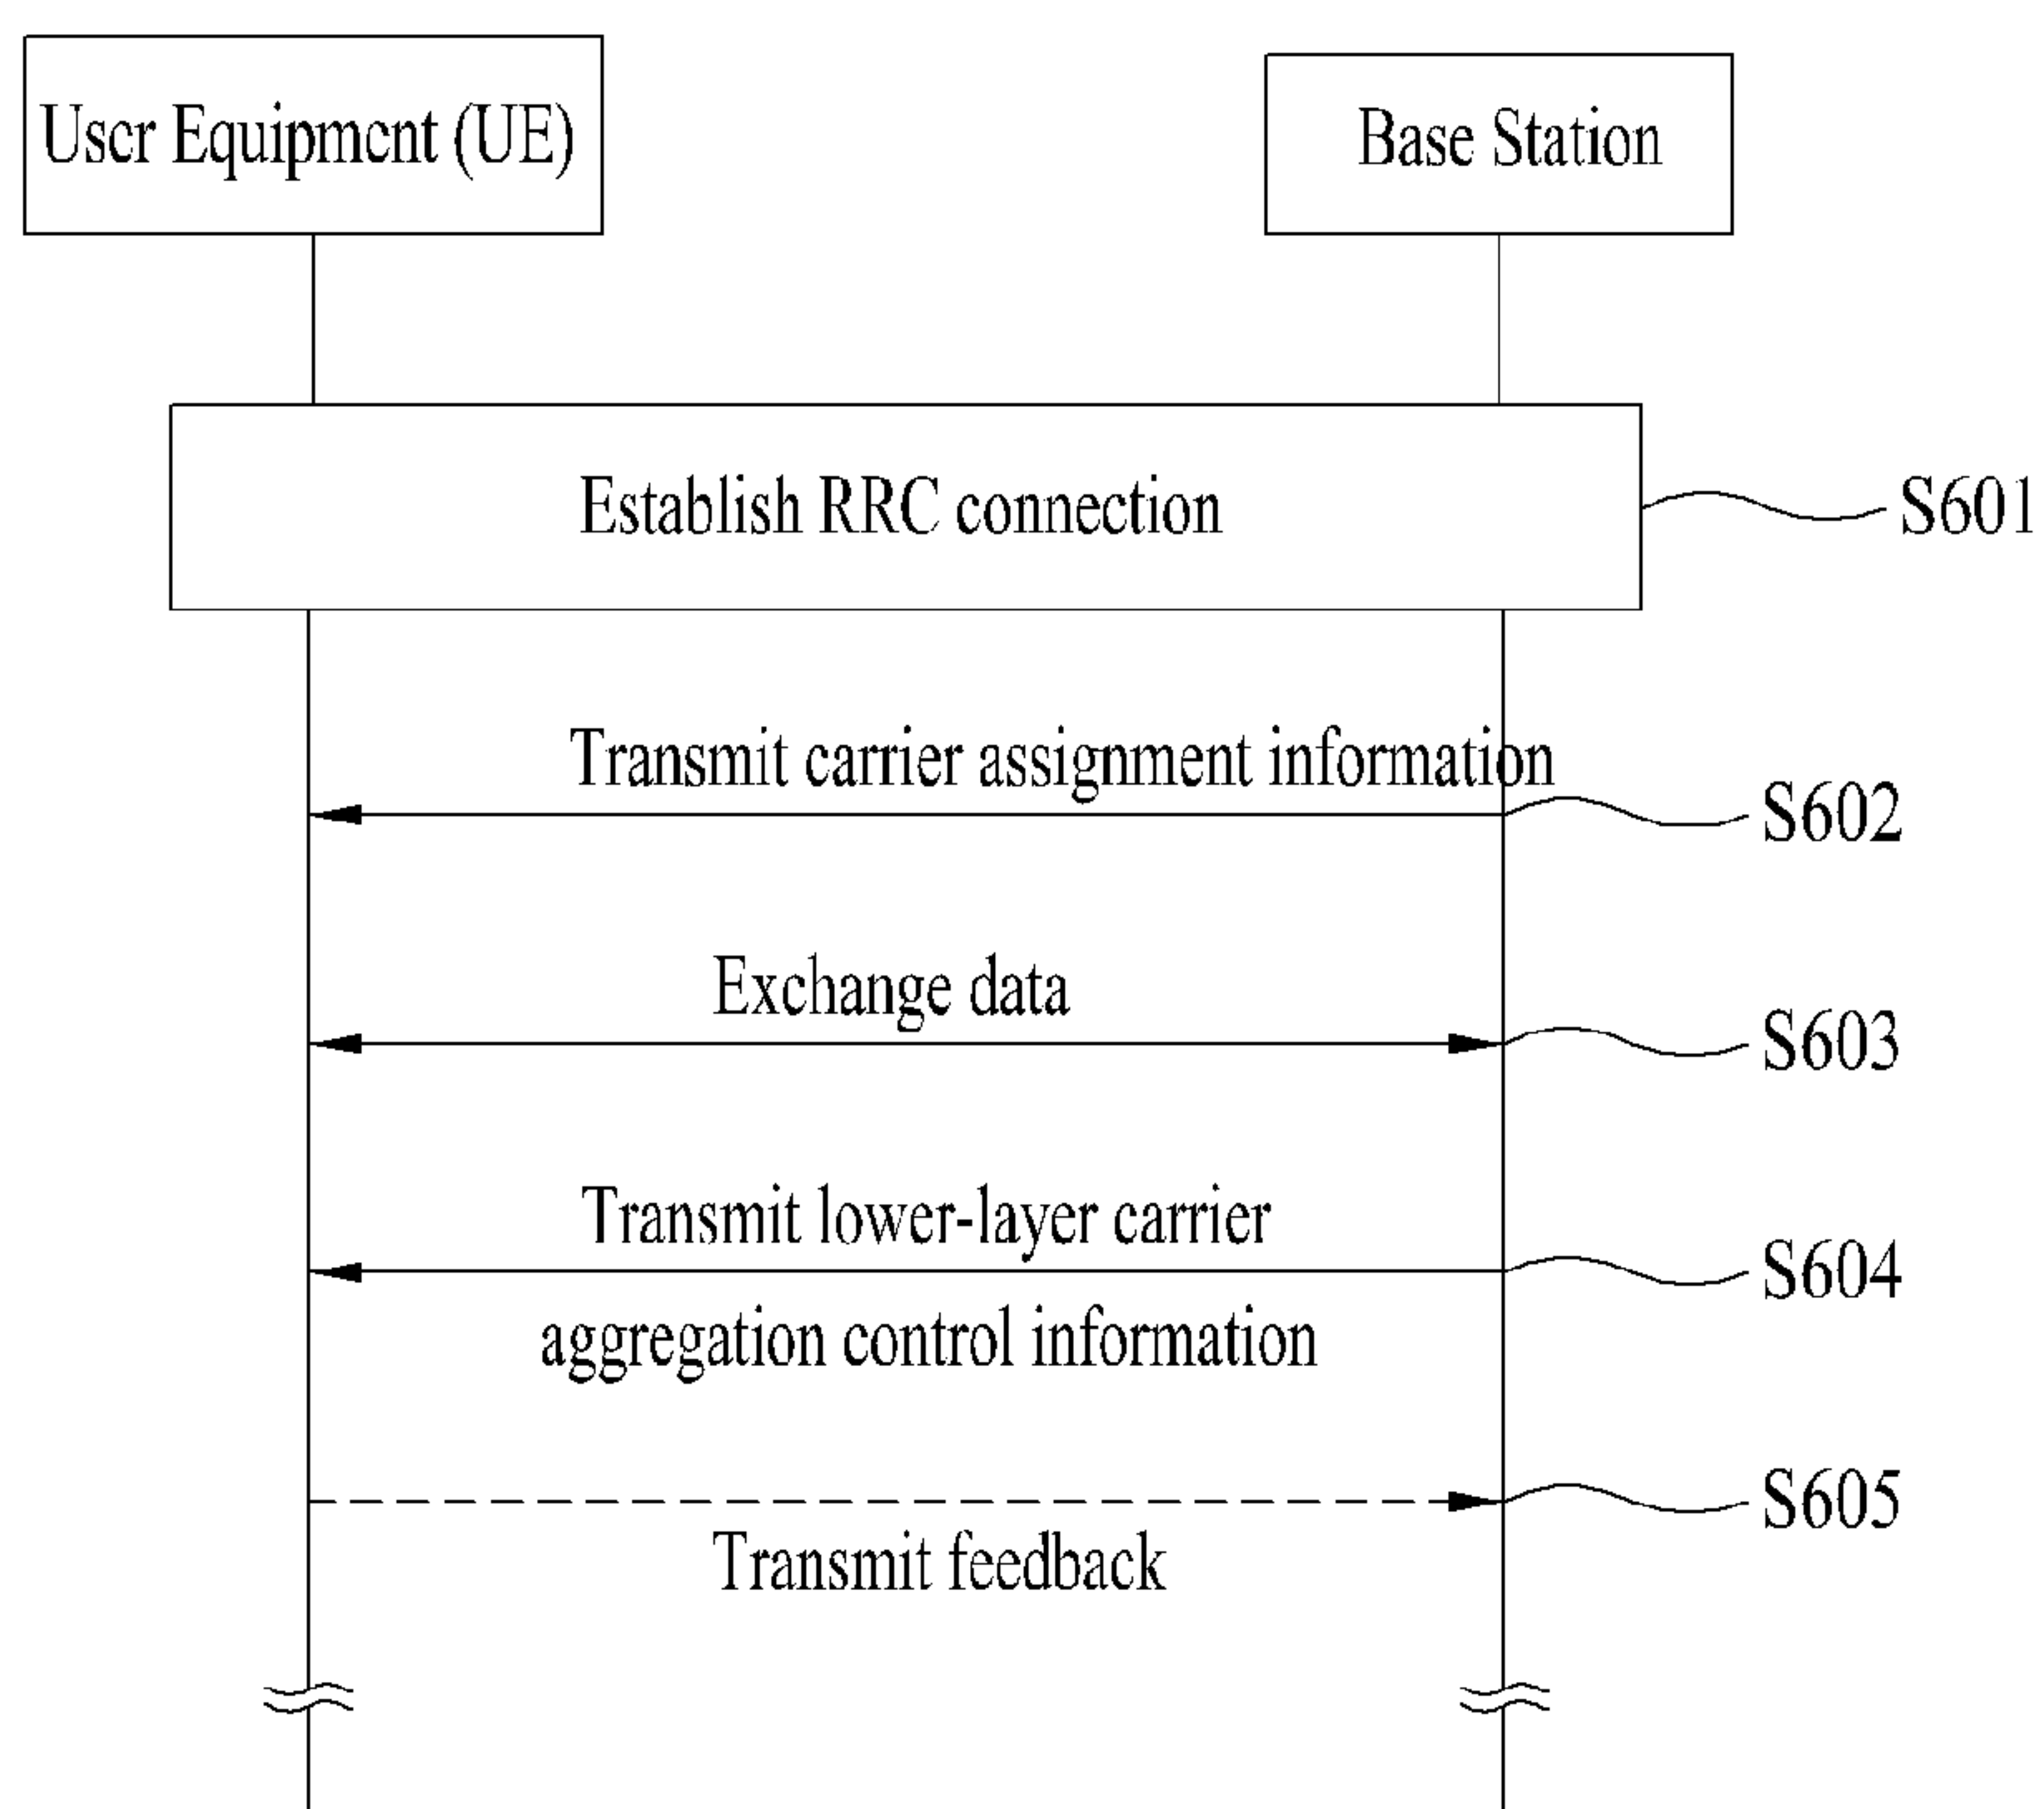 User Equipment (UE)
Base Station
Establish RRC connection
S601
Transmit carrier assignment information
S602
Exchange data
S603
Transmit lower-layer carrier
S604
aggregation control information
S605
Transmit feedback